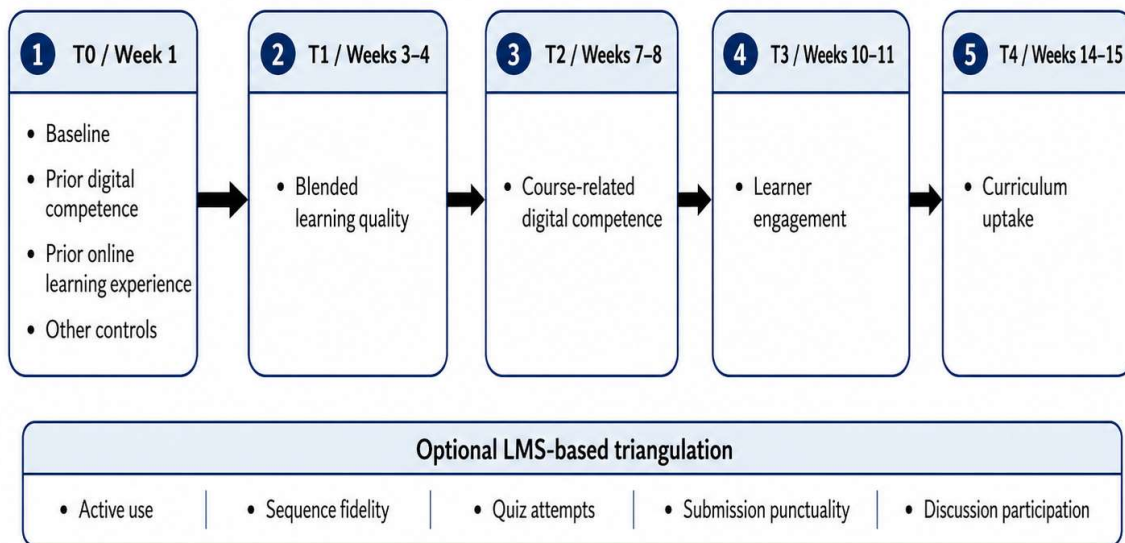 1 T0 / Week 1
• Baseline
• Prior digital
competence
• Prior online
learning experience
• Other controls
2 T1 / Weeks 3–4
• Blended
learning quality
3 T2 / Weeks 7–8
• Course-related
digital competence
4 T3 / Weeks 10–11
• Learner
engagement
5 T4 / Weeks 14–15
• Curriculum
uptake
Optional LMS-based triangulation
• Active use • Sequence fidelity • Quiz attempts • Submission punctuality • Discussion participation